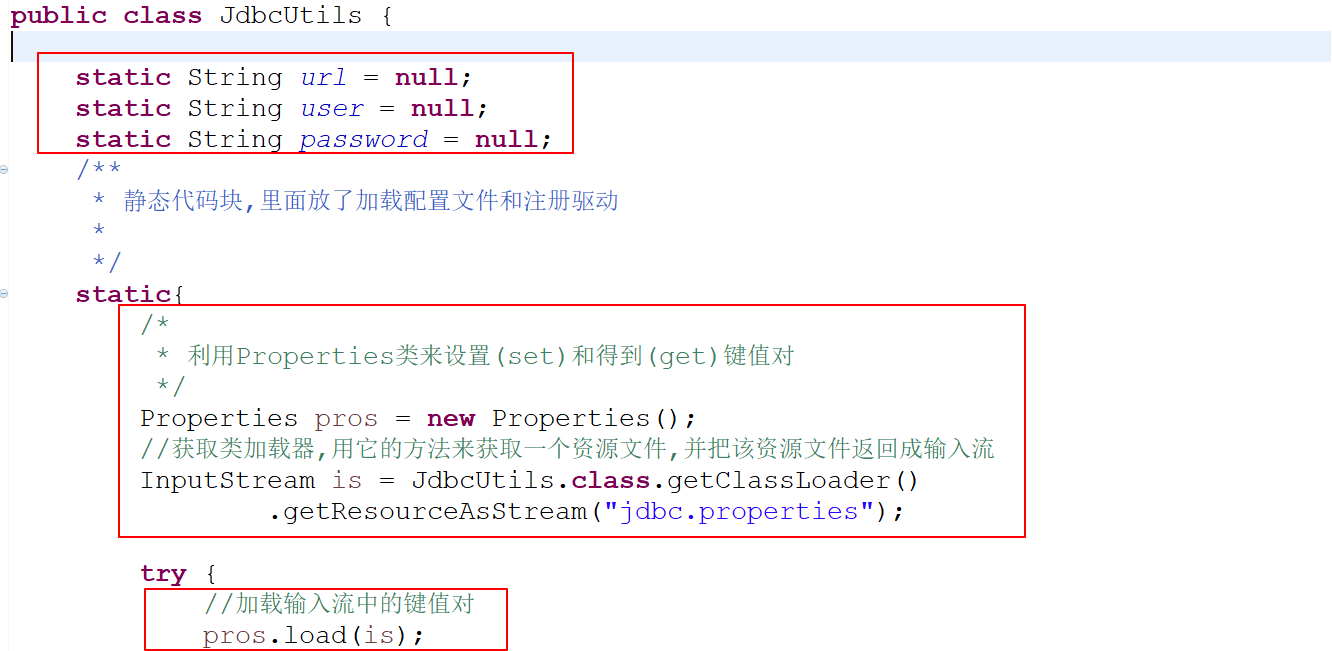 public class JdbcUtils {
static String url = null;
static String user = null;
static String password = null;
/**
* 静态代码块,里面放了加载配置文件和注册驱动
*
*/
static{
/*
* 利用Properties类来设置(set)和得到(get)键值对
*/
Properties pros = new Properties();
//获取类加载器,用它的方法来获取一个资源文件,并把该资源文件返回成输入流
InputStream is = JdbcUtils.class.getClassLoader()
.getResourceAsStream("jdbc.properties");
try {
//加载输入流中的键值对
pros.load(is);